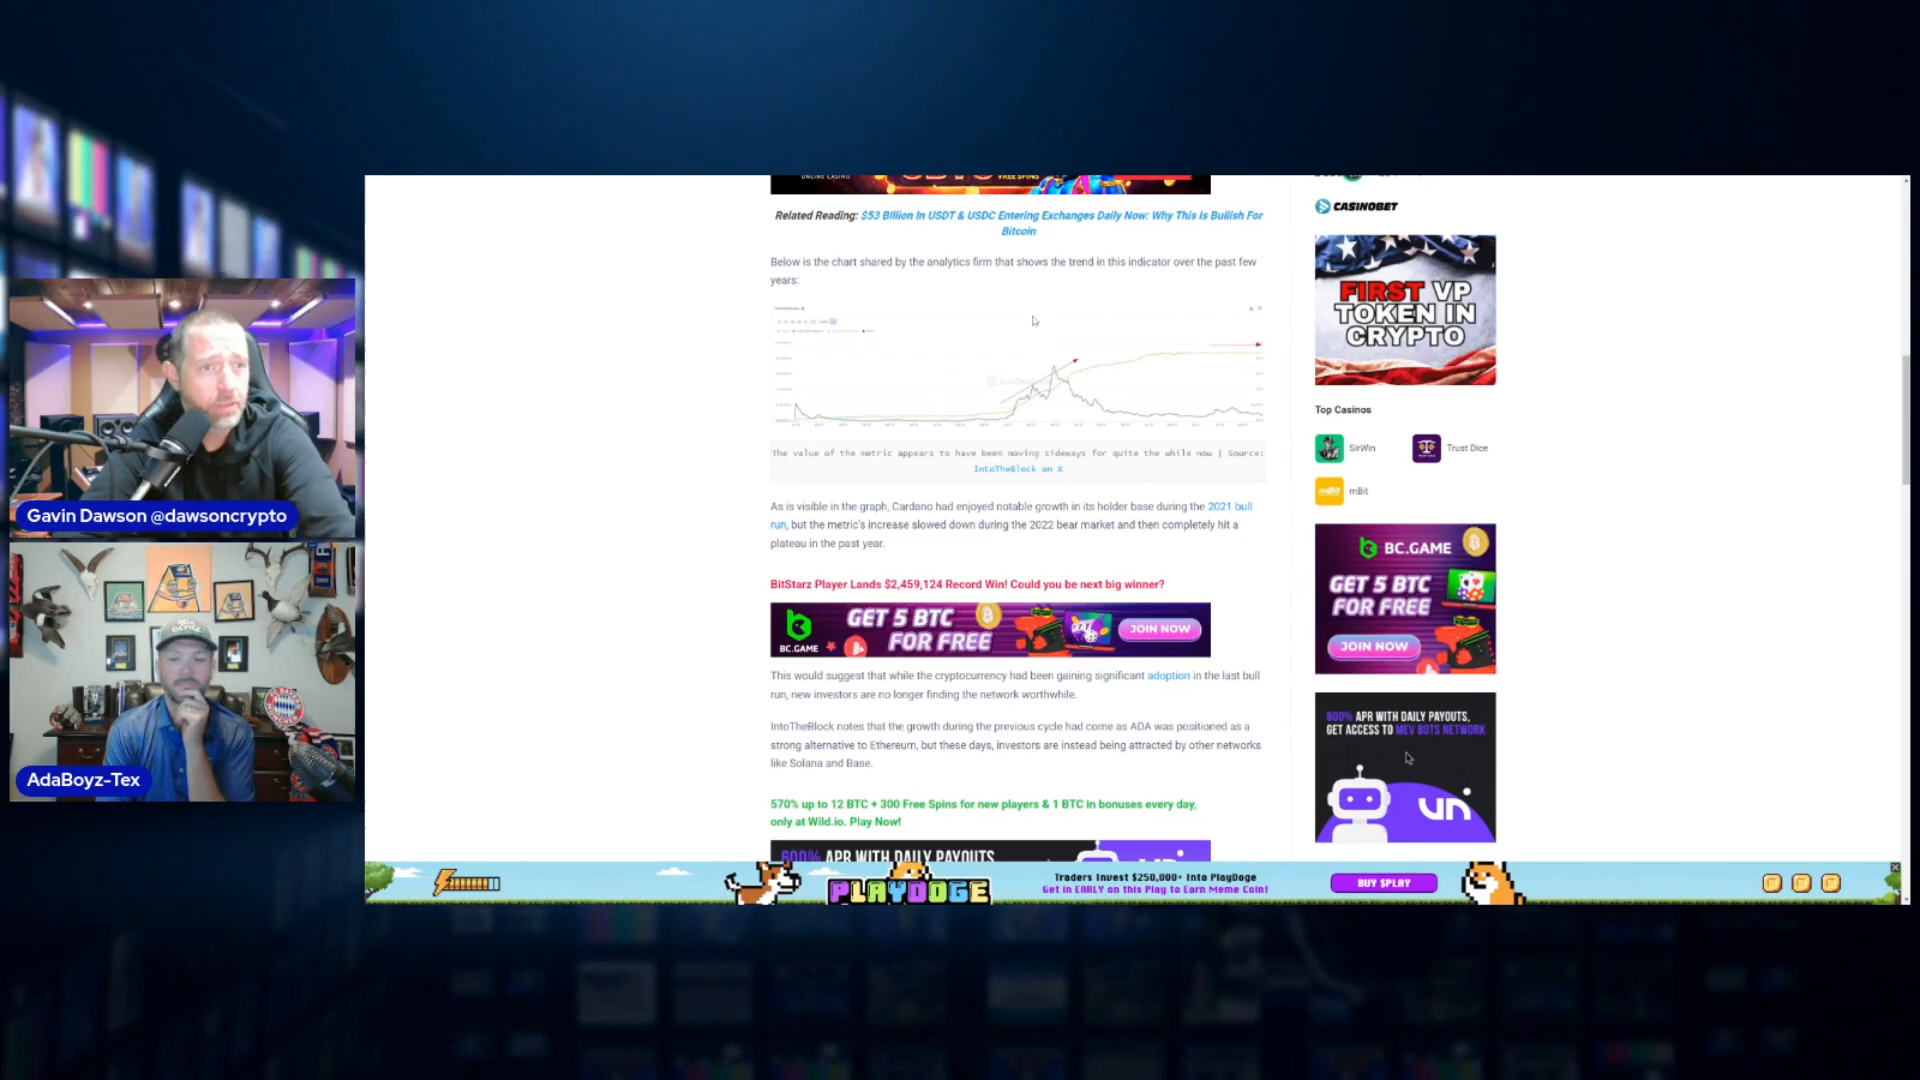 ONLINE CASINO
FREE SPINS
Related Reading: $53 Billion In USDT & USDC Entering Exchanges Daily Now: Why This Is Bullish For
Bitcoin
Below is the chart shared by the analytics firm that shows the trend in this indicator over the past few
years:
The value of the metric appears to have been moving sideways for quite the while now | Source:
IntoTheBlock on X
As is visible in the graph, Cardano had enjoyed notable growth in its holder base during the 2021 bull
run, but the metric's increase slowed down during the 2022 bear market and then completely hit a
plateau in the past year.
BitStarz Player Lands $2,459,124 Record Win! Could you be next big winner?
BC.GAME
GET 5 BTC
FOR FREE
JOIN NOW
This would suggest that while the cryptocurrency had been gaining significant adoption in the last bull
run, new investors are no longer finding the network worthwhile.
IntoTheBlock notes that the growth during the previous cycle had come as ADA was positioned as a
strong alternative to Ethereum, but these days, investors are instead being attracted by other networks
like Solana and Base.
570% up to 12 BTC + 300 Free Spins for new players & 1 BTC in bonuses every day,
only at Wild.io. Play Now!
600% APR WITH DAILY PAYOUTS
CASINOBET
FIRST VP
TOKEN IN
CRYPTO
Top Casinos
SirWin
Trust Dice
mBit
mBit
BC.GAME
GET 5 BTC
FOR FREE
JOIN NOW
600% APR WITH DAILY PAYOUTS,
GET ACCESS TO MEV BOTS NETWORK
PLAYDOGE
Traders Invest $250,000+ Into PlayDoge
Get in EARLY on this Play to Earn Meme Coin!
BUY $PLAY
Gavin Dawson @dawsoncrypto
AdaBoyz-Tex